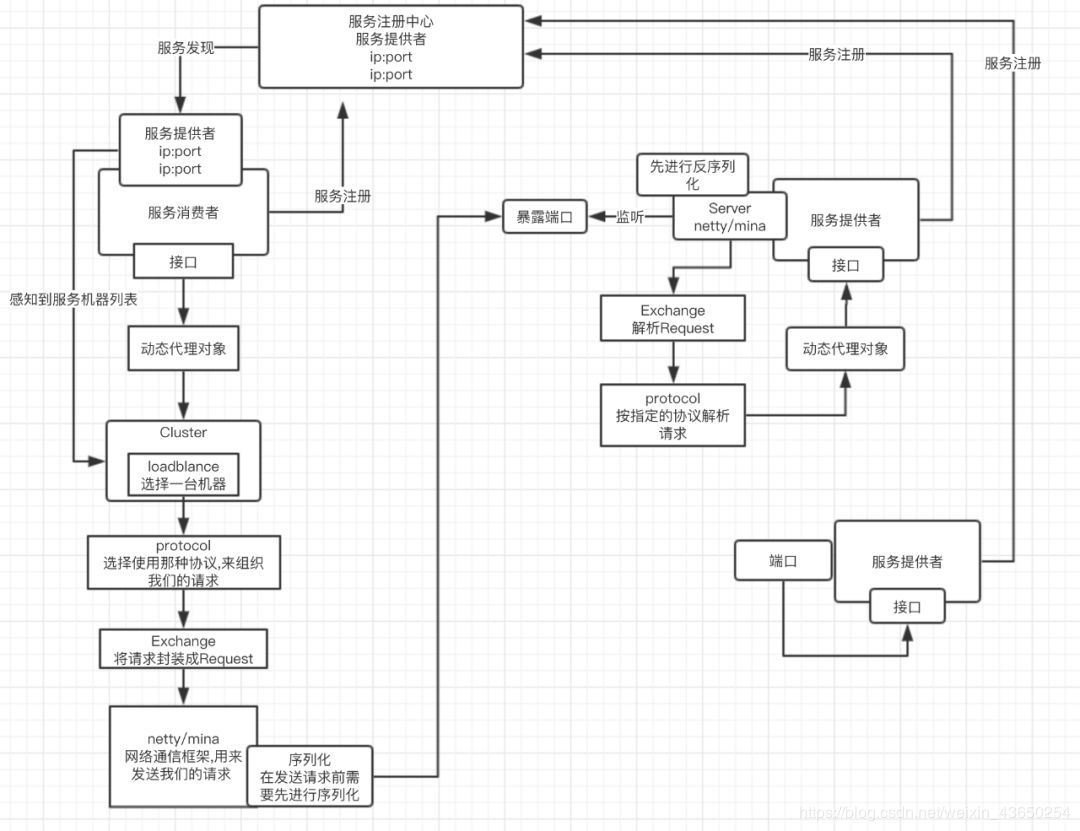 服务注册中心
服务提供者
ip:port
ip:port
服务发现
服务注册
服务注册
服务提供者
ip:port
ip:port
服务消费者
服务注册
接口
感知到服务机器列表
动态代理对象
Cluster
loadblance
选择一台机器
protocol
选择使用那种协议,来组织
我们的请求
Exchange
将请求封装成Request
netty/mina
网络通信框架,用来
发送我们的请求
序列化
在发送请求前需
要先进行序列化
先进行反序列
化
暴露端口
监听
Server
netty/mina
服务提供者
接口
Exchange
解析Request
动态代理对象
protocol
按指定的协议解析
请求
端口
服务提供者
接口
https://blog.csdn.net/weixin_43650254